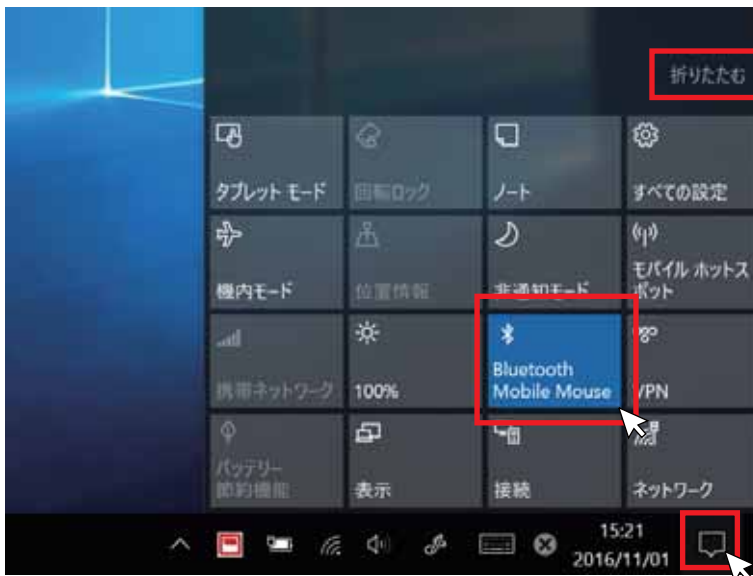 折りたたむ
タブレット モード
回転ロック
ノート
すべての設定
機内モード
位置情報
非通知モード
モバイル ホットス
ポット
携帯ネットワーク
100%
Bluetooth
Mobile Mouse
VPN
バッテリー
節約機能
表示
接続
ネットワーク
15:21
2016/11/01